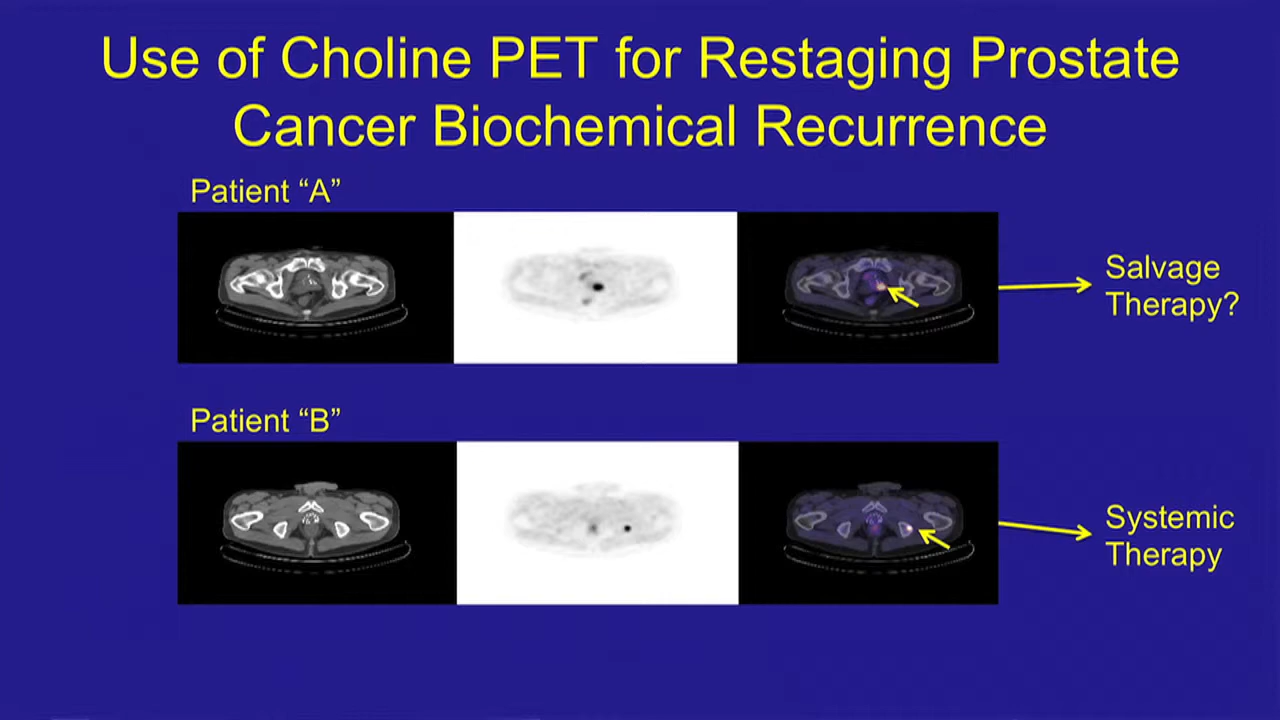 Use of Choline PET for Restaging Prostate
Cancer Biochemical Recurrence
Patient “A”
Salvage
Therapy?
Patient “B”
Systemic
Therapy